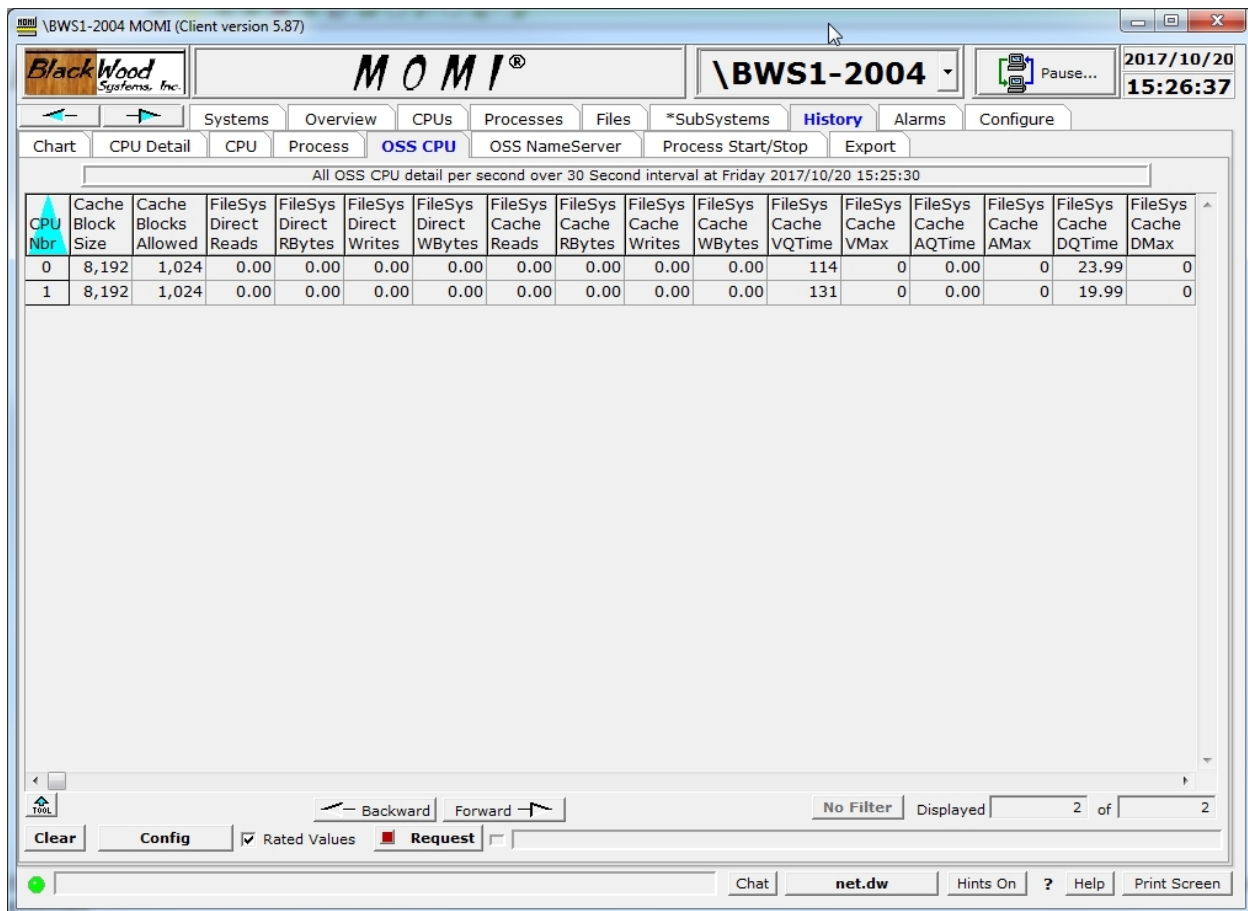 \BWS1-2004 MOMI (Client version 5.87)
BlackWood Systems, Inc.
MOMI®
\BWS1-2004
Pause...
2017/10/20
15:26:37
Systems Overview CPUs Processes Files *SubSystems History Alarms Configure
Chart CPU Detail CPU Process OSS CPU OSS NameServer Process Start/Stop Export
All OSS CPU detail per second over 30 Second interval at Friday 2017/10/20 15:25:30
Cache Cache FileSys FileSys FileSys FileSys FileSys FileSys FileSys FileSys FileSys FileSys FileSys FileSys FileSys FileSys
CPU Block Blocks Direct Direct Direct Direct Cache Cache Cache Cache Cache Cache Cache Cache Cache Cache
Nbr Size Allowed Reads RBytes Writes WBytes Reads RBytes Writes WBytes VQTime VMax AQTime AMax DQTime DMax
0 8,192 1,024 0.00 0.00 0.00 0.00 0.00 0.00 0.00 0.00 114 0 0.00 0 23.99 0
1 8,192 1,024 0.00 0.00 0.00 0.00 0.00 0.00 0.00 0.00 131 0 0.00 0 19.99 0
TOOL
Backward Forward No Filter Displayed 2 of 2
Clear Config Rated Values Request
Chat net.dw Hints On ? Help Print Screen